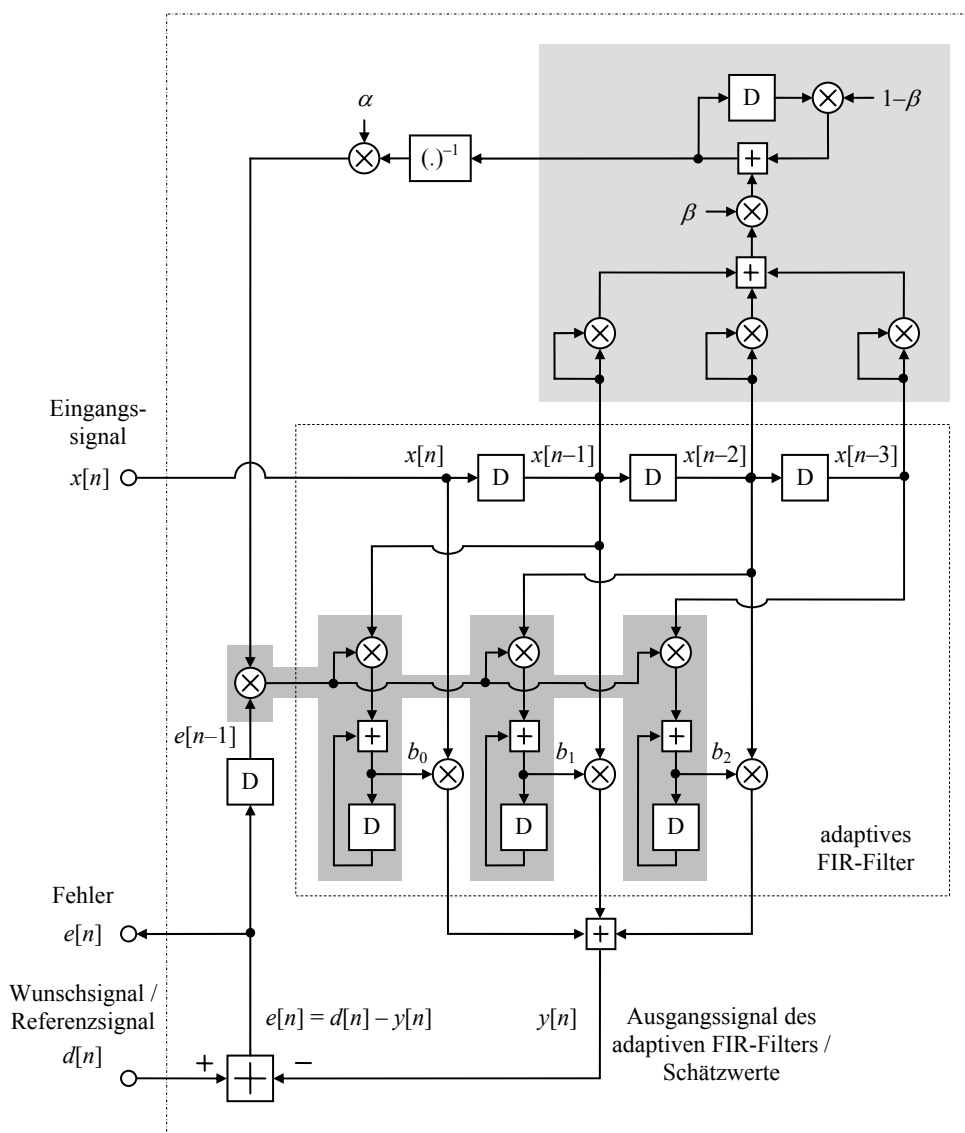 D
1–β
α
(.)⁻¹
+
β
+
Eingangs-
signal
x[n]
x[n]
D
x[n–1]
D
x[n–2]
D
x[n–3]
e[n–1]
+
b₀
+
b₁
+
b₂
D
D
D
D
adaptives
FIR-Filter
Fehler
e[n]
+
Wunschsignal /
Referenzsignal
d[n]
e[n] = d[n] – y[n]
y[n]
Ausgangssignal des
adaptiven FIR-Filters /
Schätzwerte
+
+
–